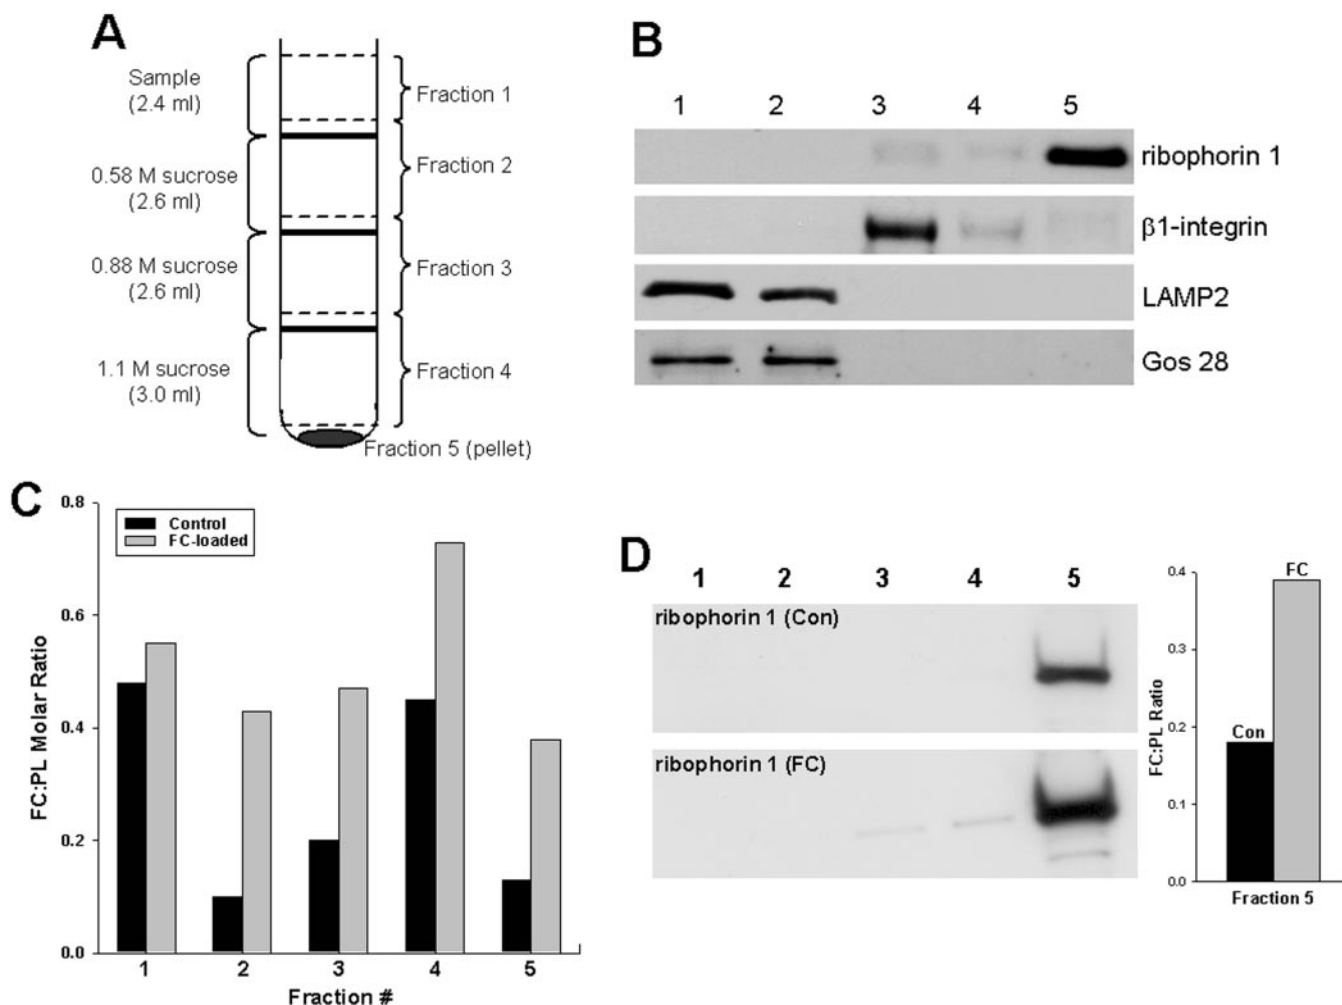 A
Sample
(2.4 ml)
0.58 M sucrose
(2.6 ml)
0.88 M sucrose
(2.6 ml)
1.1 M sucrose
(3.0 ml)
Fraction 1
Fraction 2
Fraction 3
Fraction 4
Fraction 5 (pellet)
B
1 2 3 4 5
ribophorin 1
β1-integrin
LAMP2
Gos 28
C
FC:PL Molar Ratio
0.8
0.6
0.4
0.2
0.0
Control
FC-loaded
1 2 3 4 5
Fraction #
D
1 2 3 4 5
ribophorin 1 (Con)
ribophorin 1 (FC)
FC:PL Ratio
0.4
0.3
0.2
0.1
0.0
FC
Con
Fraction 5